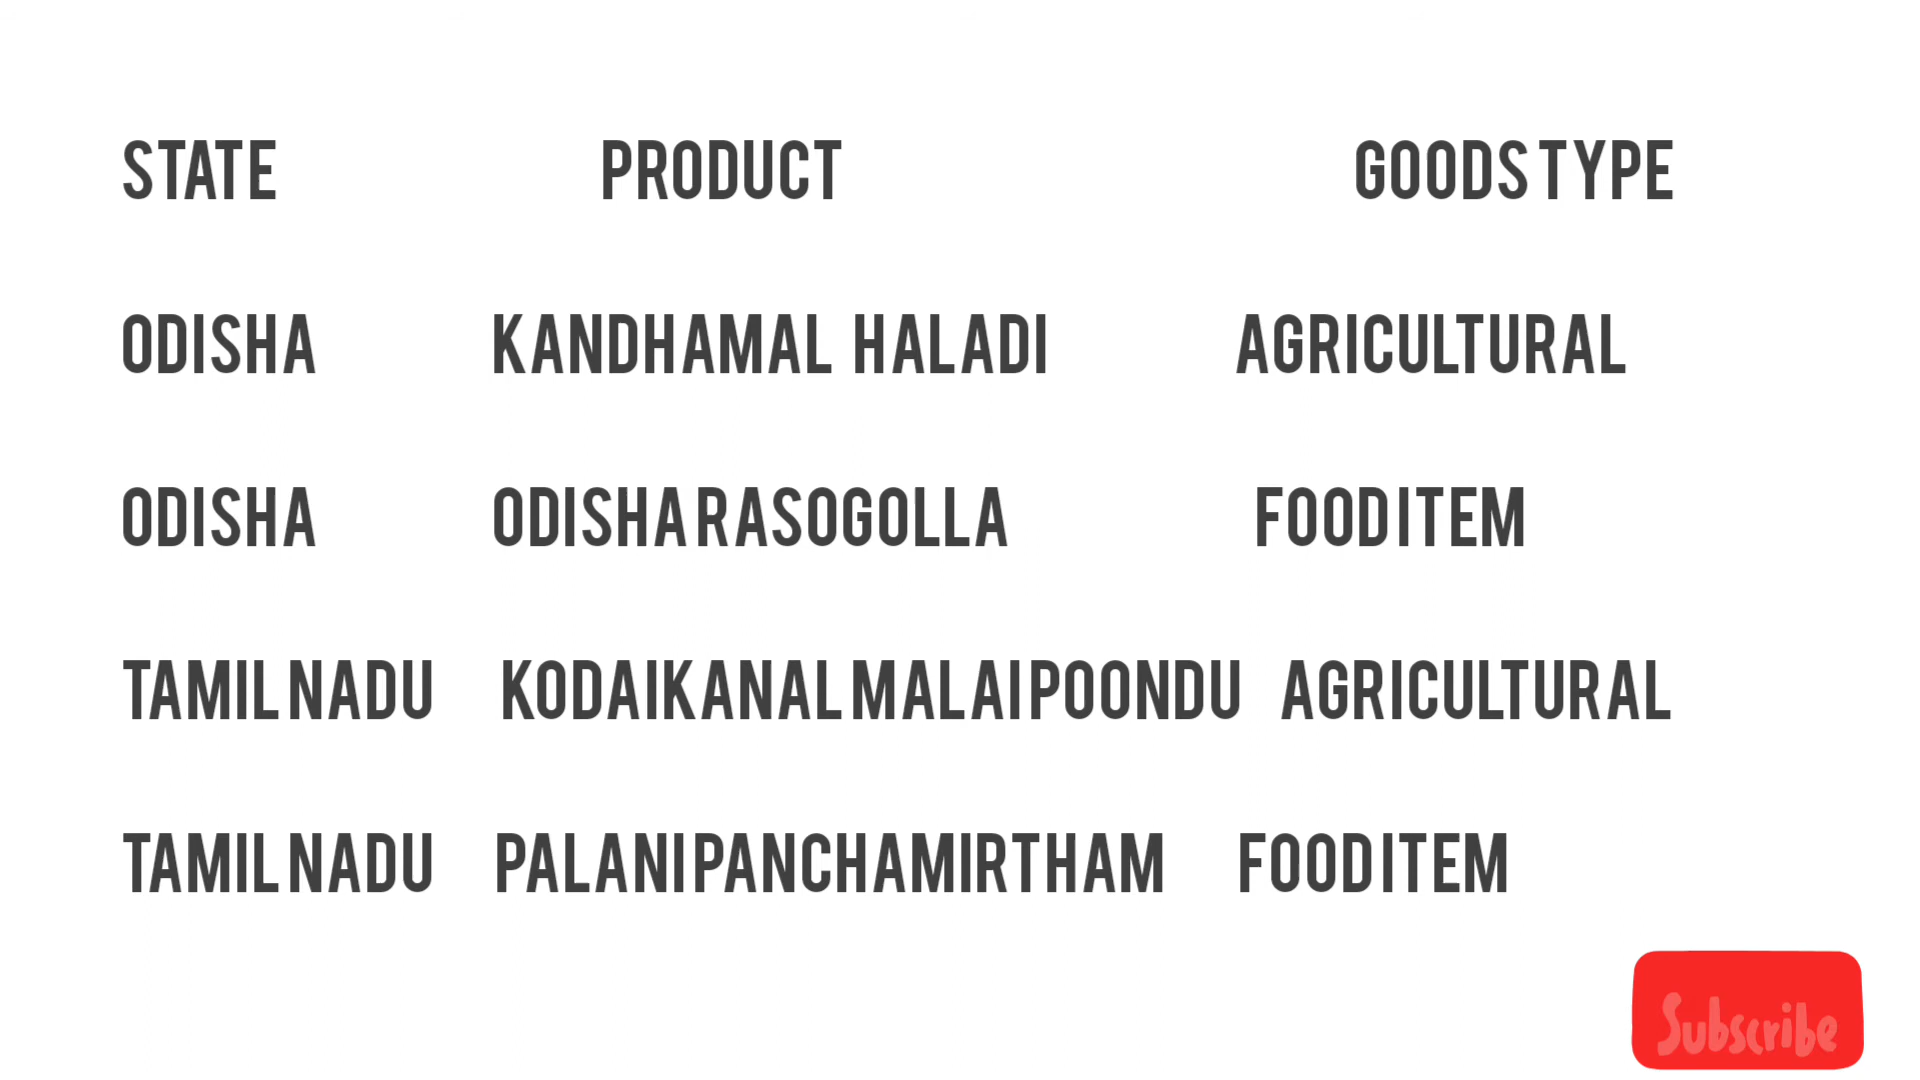 STATE PRODUCT GOODS TYPE
ODISHA KANDHAMAL HALADI AGRICULTURAL
ODISHA ODISHA RASOGOLLA FOOD ITEM
TAMIL NADU KODAIKANAL MALAI POONDU AGRICULTURAL
TAMIL NADU PALANI PANCHAMIRTHAM FOOD ITEM
Subscribe